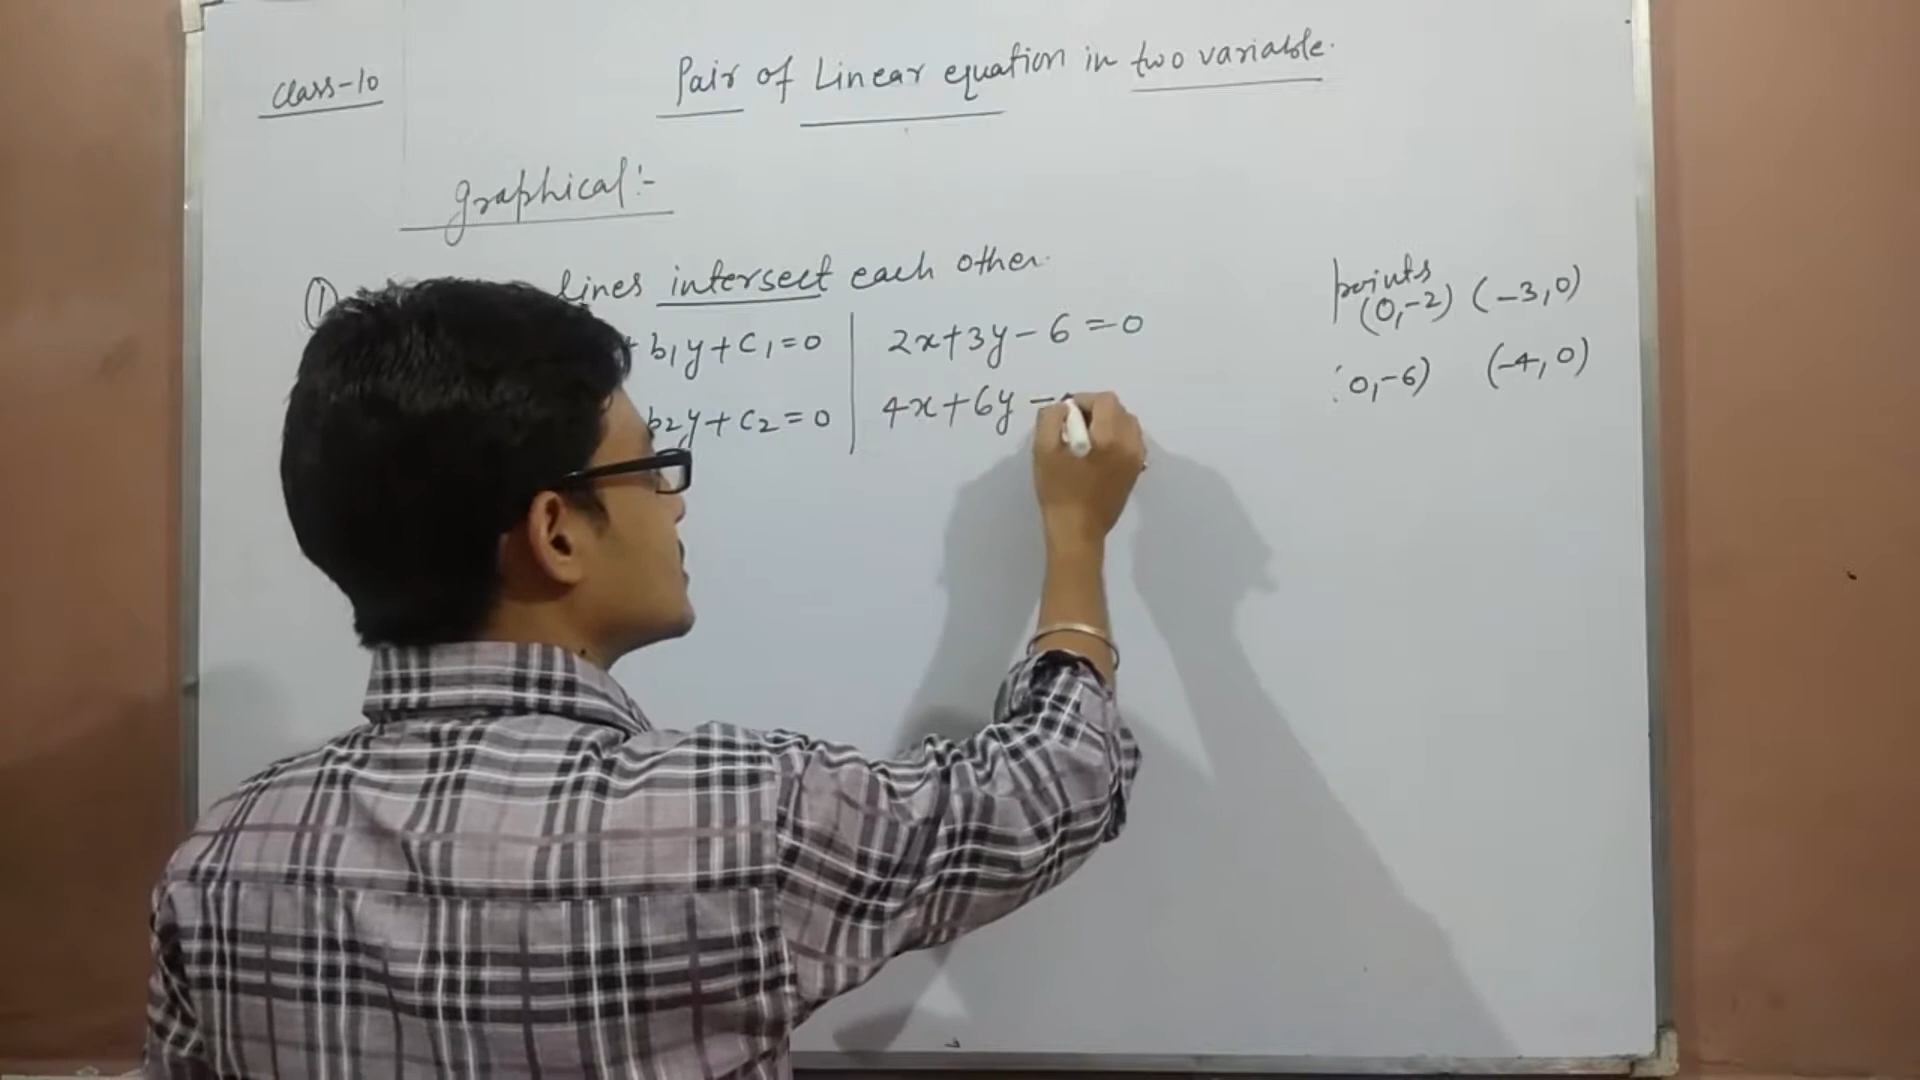 Class-10
Pair of Linear equation in two variable.
Graphical:-
① lines intersect each other.
+ b₁y + C₁ = 0
2x + 3y - 6 = 0
b₂y + C₂ = 0
4x + 6y -
points
(0,-2) (-3,0)
0,-6) (-4,0)